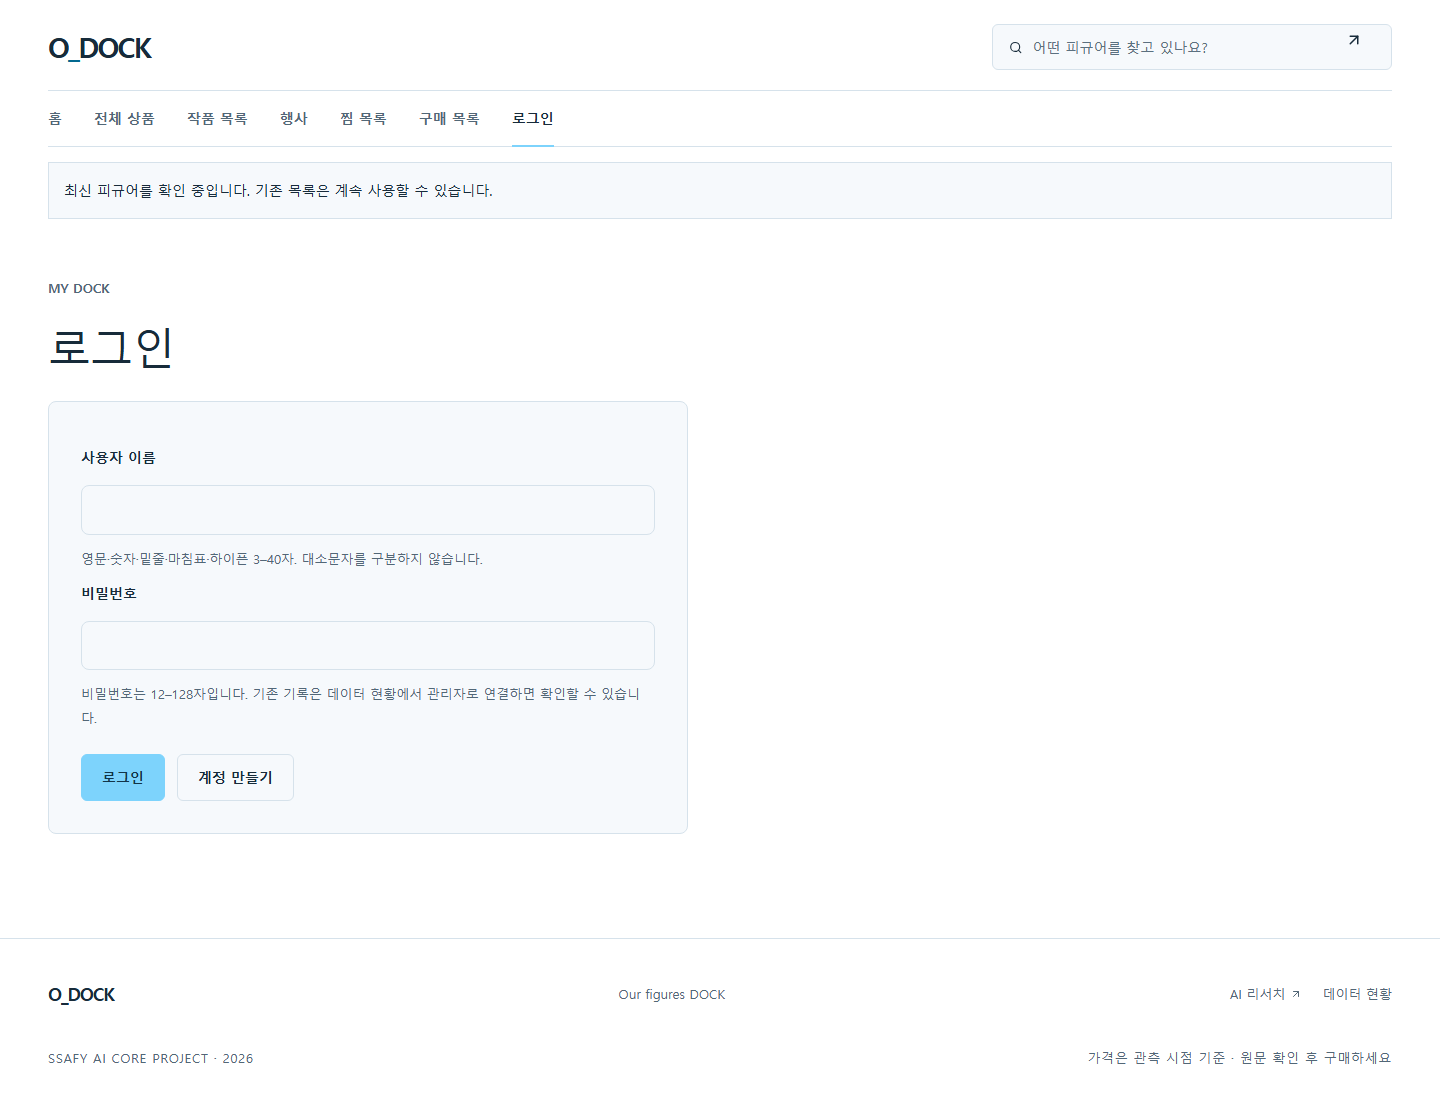 O_DOCK
어떤 피규어를 찾고 있나요?
홈 전체 상품 작품 목록 행사 찜 목록 구매 목록 로그인
최신 피규어를 확인 중입니다. 기존 목록은 계속 사용할 수 있습니다.
MY DOCK
로그인
사용자 이름
영문·숫자·밑줄·마침표·하이픈 3–40자. 대소문자를 구분하지 않습니다.
비밀번호
비밀번호는 12–128자입니다. 기존 기록은 데이터 현황에서 관리자로 연결하면 확인할 수 있습니
다.
로그인 계정 만들기
O_DOCK
Our figures DOCK
AI 리서치 데이터 현황
SSAFY AI CORE PROJECT · 2026
가격은 관측 시점 기준 · 원문 확인 후 구매하세요